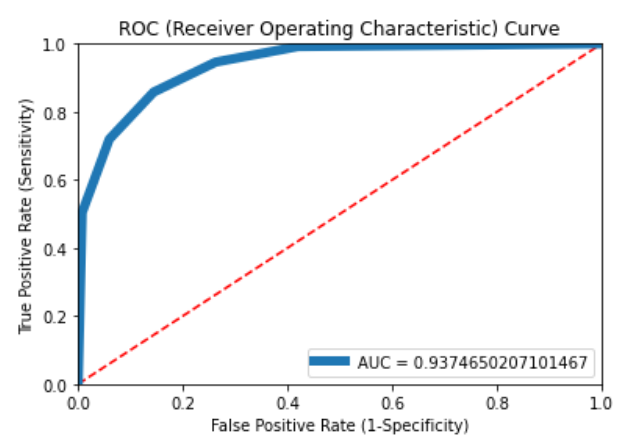 ROC (Receiver Operating Characteristic) Curve
1.0
0.8
0.6
0.4
0.2
0.0
True Positive Rate (Sensitivity)
AUC = 0.9374650207101467
0.0 0.2 0.4 0.6 0.8 1.0
False Positive Rate (1-Specificity)